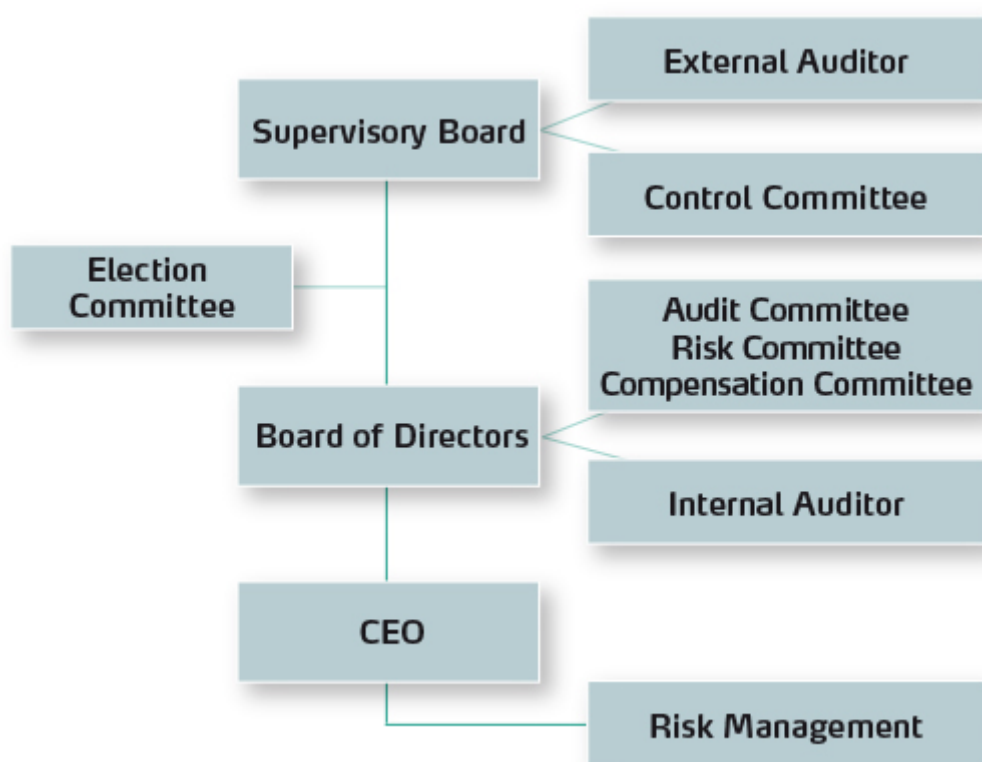 External Auditor
Supervisory Board
Control Committee
Election
Committee
Audit Committee
Risk Committee
Compensation Committee
Board of Directors
Internal Auditor
CEO
Risk Management